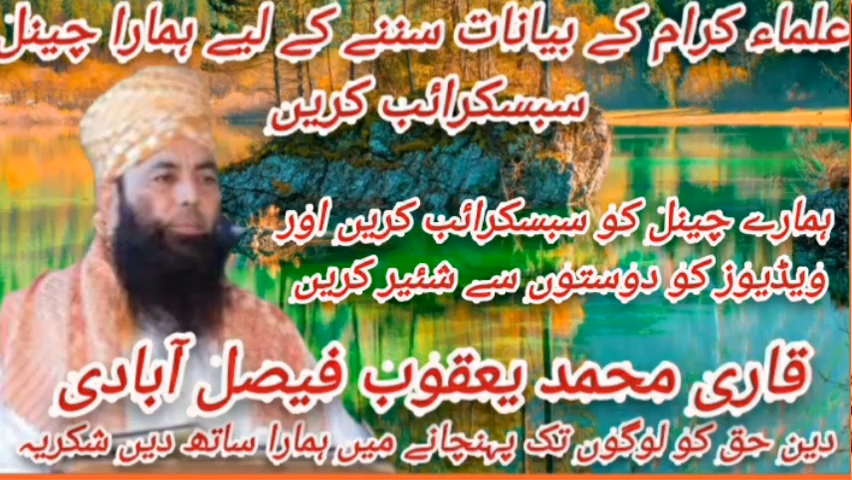 علماء کرام کے بیانات سننے کے لیے ہمارا چینل
سبسکرائب کریں
ہمارے چینل کو سبسکرائب کریں اور
ویڈیوز کو دوستوں سے شئیر کریں
قاری محمد یعقوب فیصل آبادی
دین حق کو لوگوں تک پہنچانے میں ہمارا ساتھ دیں شکریہ